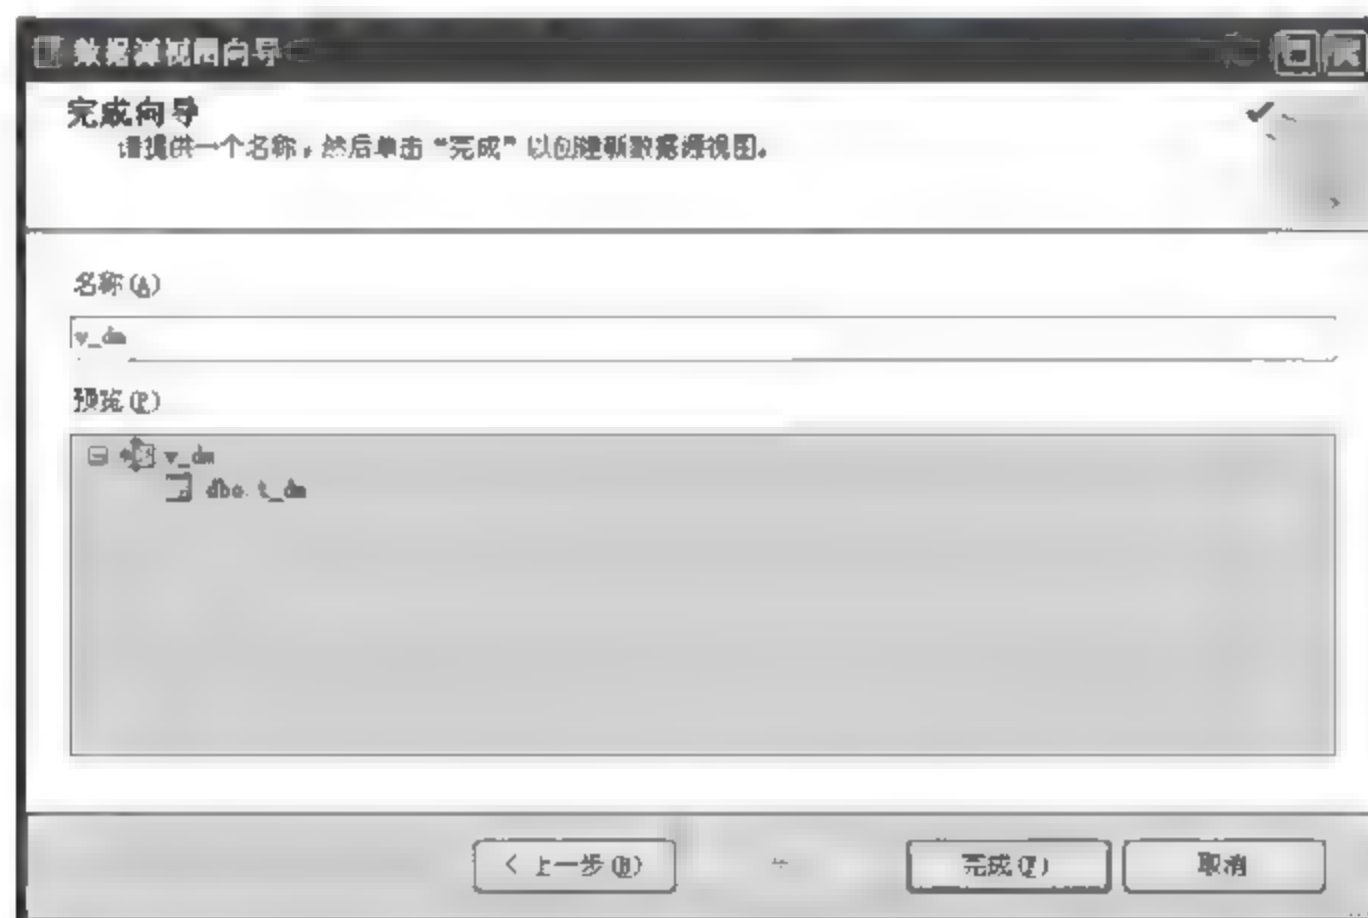 数据源视图向导
完成向导
请提供一个名称，然后单击“完成”以创建新数据源视图。
名称(A)
v_dm
预览(P)
v_dm
dbo.t_dm
< 上一步(B)
完成(F)
取消